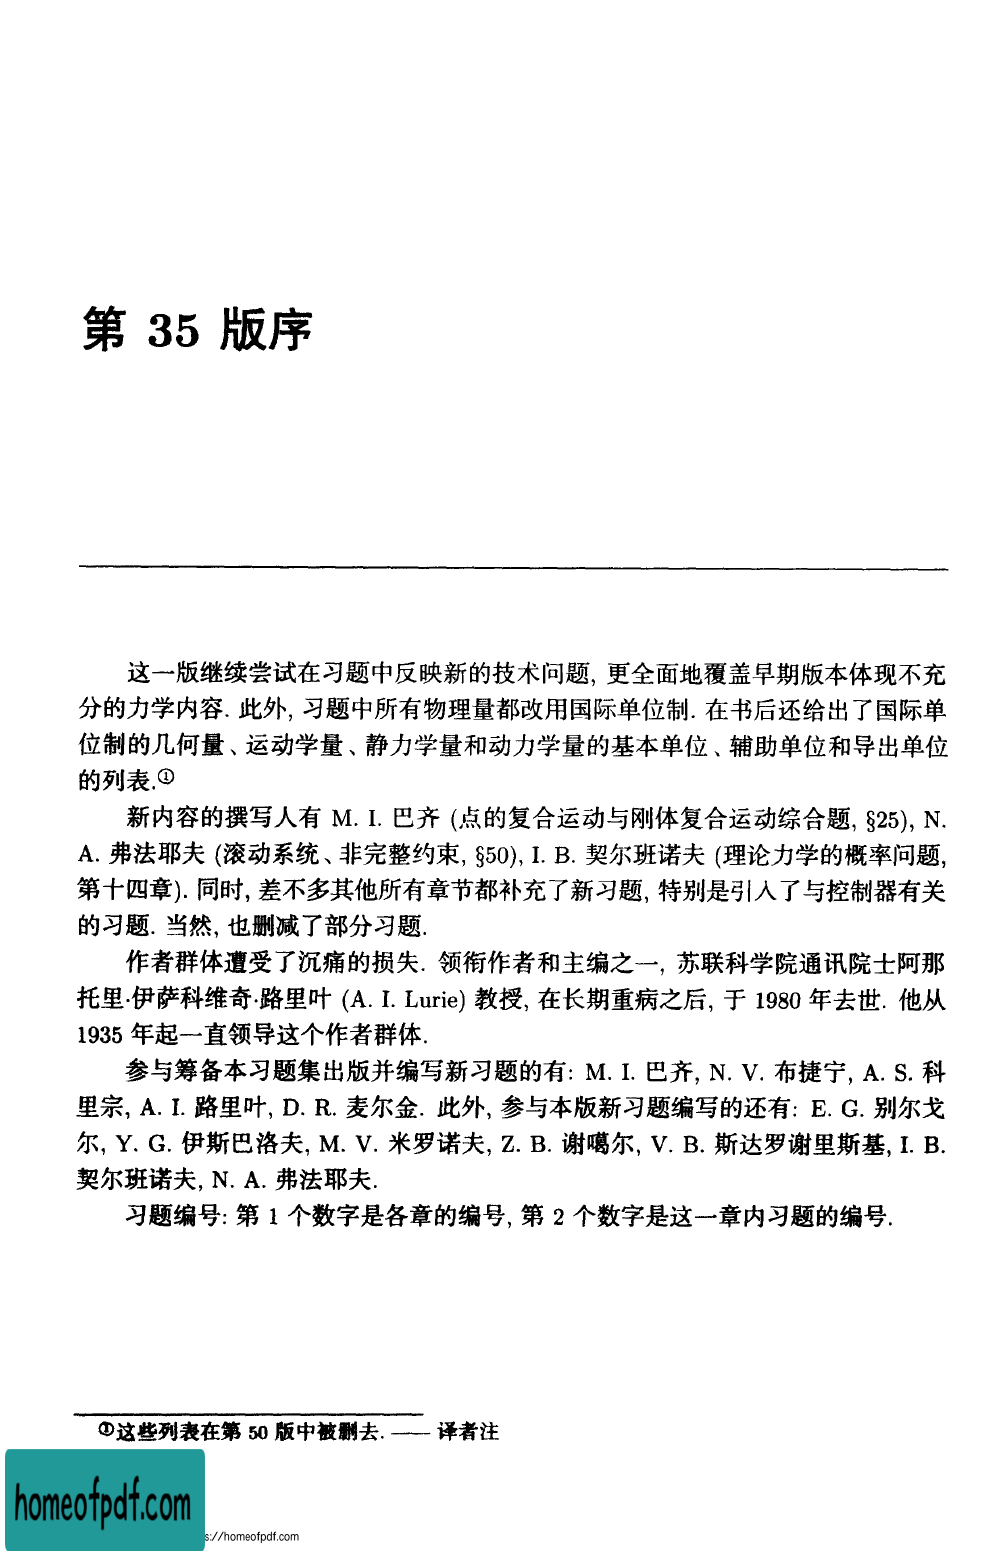 第 35 版序
这一版继续尝试在习题中反映新的技术问题, 更全面地覆盖早期版本体现不充
分的力学内容. 此外, 习题中所有物理量都改用国际单位制. 在书后还给出了国际单
位制的几何量、运动学量、静力学量和动力学量的基本单位、辅助单位和导出单位
的列表.①
新内容的撰写人有 M. I. 巴齐 (点的复合运动与刚体复合运动综合题, §25), N.
A. 弗法耶夫 (滚动系统、非完整约束, §50), I. B. 契尔班诺夫 (理论力学的概率问题,
第十四章). 同时, 差不多其他所有章节都补充了新习题, 特别是引入了与控制器有关
的习题. 当然, 也删减了部分习题.
作者群体遭受了沉痛的损失. 领衔作者和主编之一, 苏联科学院通讯院士阿那
托里·伊萨科维奇·路里叶 (A. I. Lurie) 教授, 在长期重病之后, 于 1980 年去世. 他从
1935 年起一直领导这个作者群体.
参与筹备本习题集出版并编写新习题的有: M. I. 巴齐, N. V. 布捷宁, A. S. 科
里宗, A. I. 路里叶, D. R. 麦尔金. 此外, 参与本版新习题编写的还有: E. G. 别尔戈
尔, Y. G. 伊斯巴洛夫, M. V. 米罗诺夫, Z. B. 谢噶尔, V. B. 斯达罗谢里斯基, I. B.
契尔班诺夫, N. A. 弗法耶夫.
习题编号: 第 1 个数字是各章的编号, 第 2 个数字是这一章内习题的编号.
①这些列表在第 50 版中被删去. —— 译者注
homeofpdf.com
s://homeofpdf.com